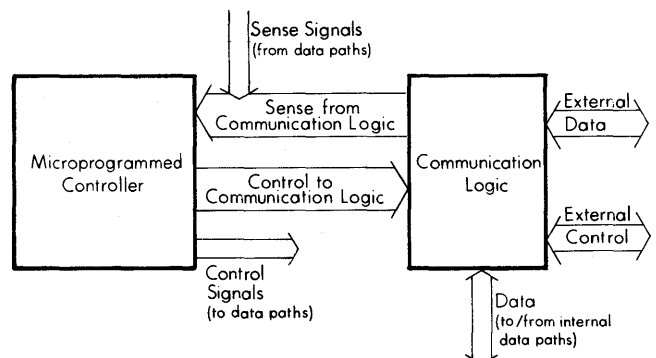 Sense Signals
(from data paths)
Sense from
Communication Logic
Microprogrammed
Controller
Control to
Communication Logic
Control
Signals
(to data paths)
Communication
Logic
External
Data
External
Control
Data
(to/from internal
data paths)